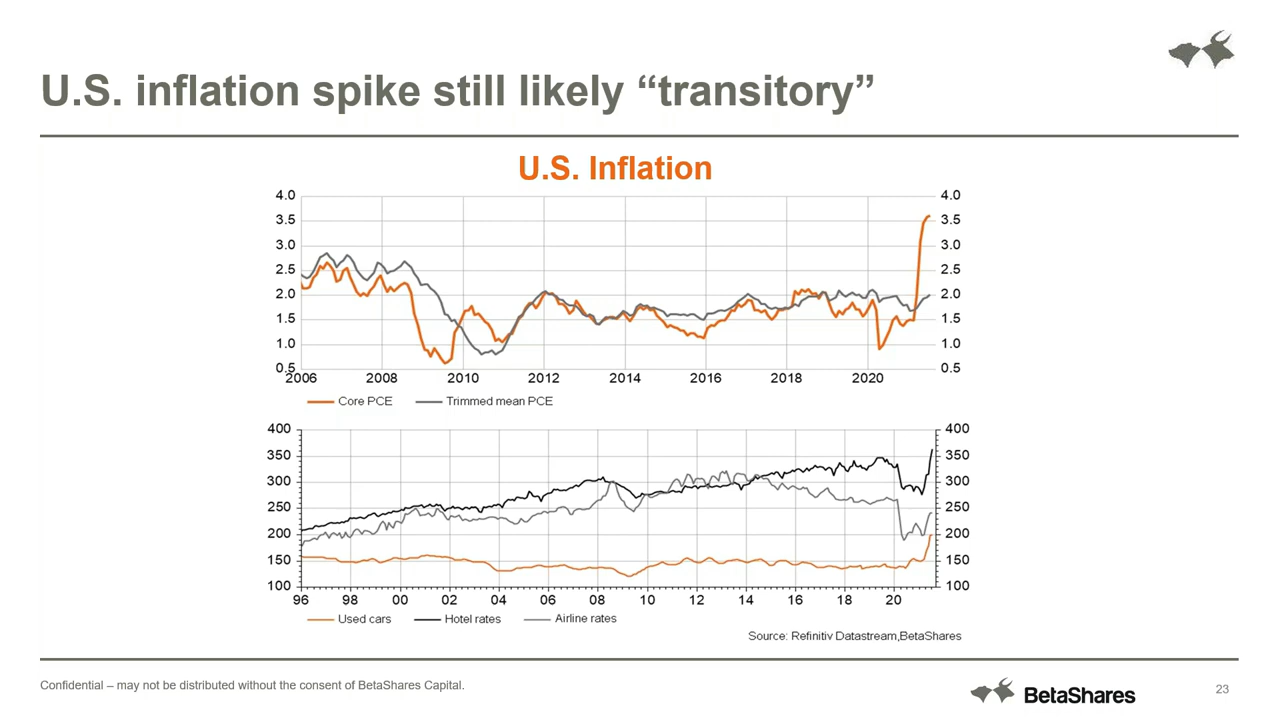 U.S. inflation spike still likely “transitory”
U.S. Inflation
4.0 4.0
3.5 3.5
3.0 3.0
2.5 2.5
2.0 2.0
1.5 1.5
1.0 1.0
0.5 0.5
2006 2008 2010 2012 2014 2016 2018 2020
Core PCE Trimmed mean PCE
400 400
350 350
300 300
250 250
200 200
150 150
100 100
96 98 00 02 04 06 08 10 12 14 16 18 20
Used cars Hotel rates Airline rates
Source: Refinitiv Datastream,BetaShares
Confidential – may not be distributed without the consent of BetaShares Capital.
BetaShares
23